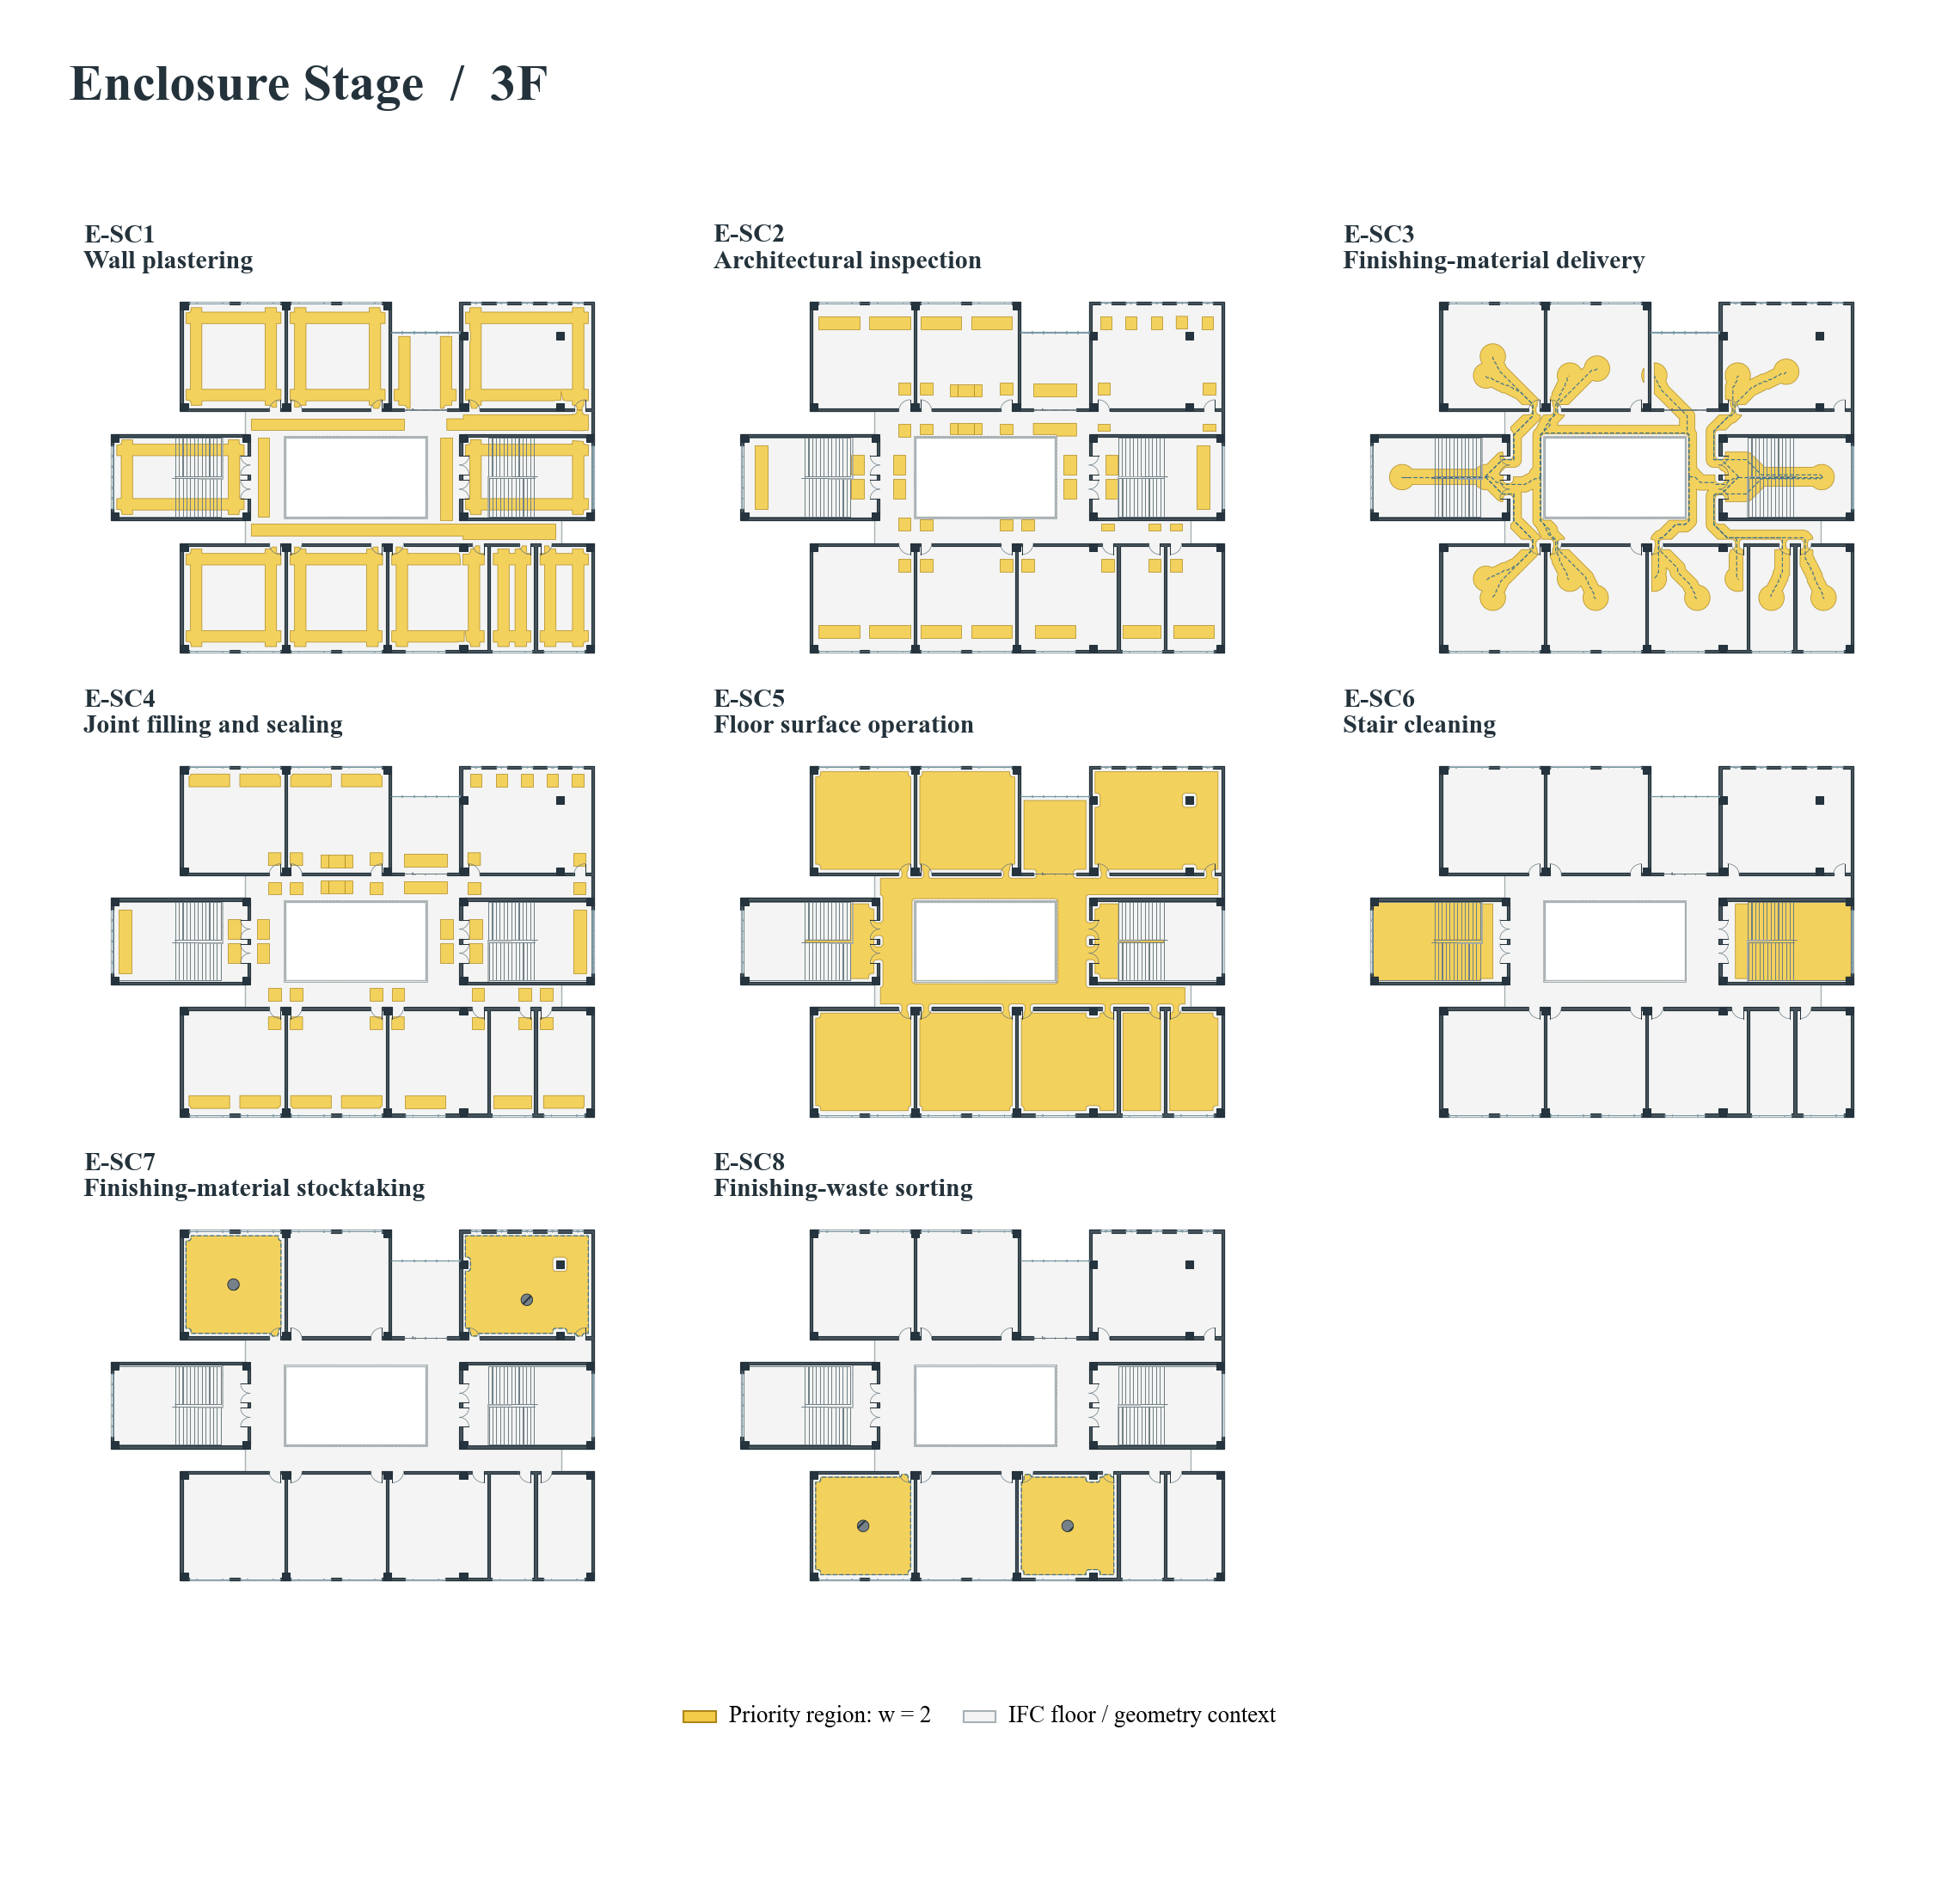 Enclosure Stage / 3F
E-SC1
Wall plastering
E-SC2
Architectural inspection
E-SC3
Finishing-material delivery
E-SC4
Joint filling and sealing
E-SC5
Floor surface operation
E-SC6
Stair cleaning
E-SC7
Finishing-material stocktaking
E-SC8
Finishing-waste sorting
Priority region: w = 2
IFC floor / geometry context